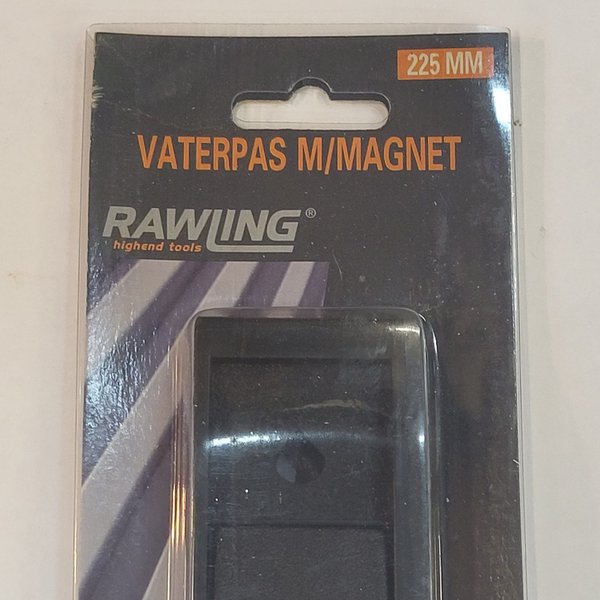 225 MM
VATERPAS M/MAGNET
RAWLING®
highend tools